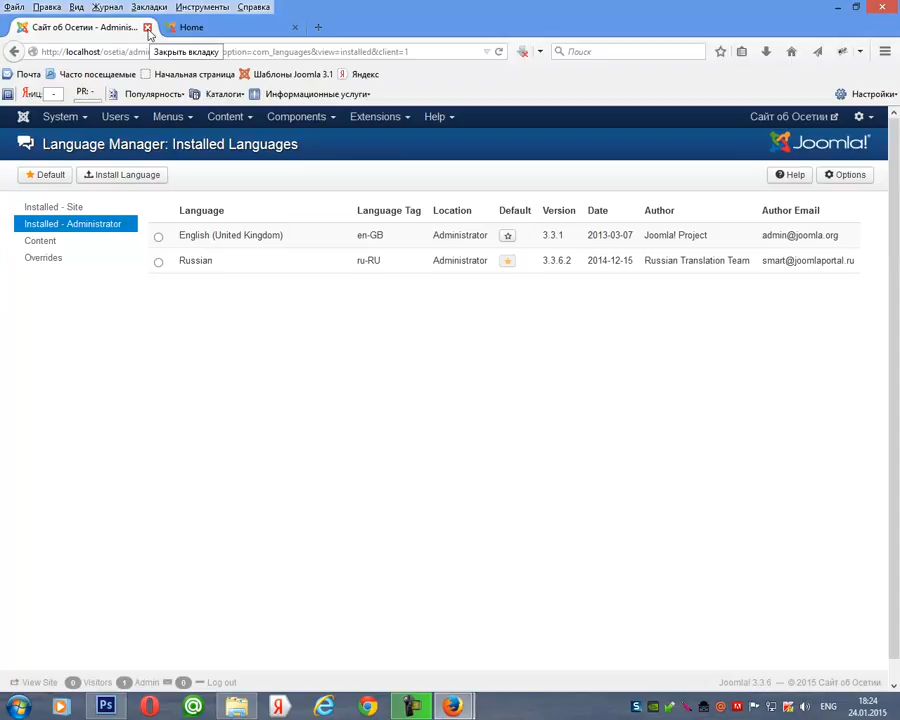 Файл Правка Вид Журнал Закладки Инструменты Справка
Сайт об Осетии - Adminis... Home
http://localhost/osetia/admi option=com_languages&view=installed&client=1 Поиск
Закрыть вкладку
Почта Часто посещаемые Начальная страница Шаблоны Joomla 3.1 Яндекс
Яиц: - PR: - Популярность Каталоги Информационные услуги Настройки
System Users Menus Content Components Extensions Help Сайт об Осетии
Language Manager: Installed Languages Joomla!
Default Install Language Help Options
Installed - Site
Installed - Administrator
Content
Overrides
Language Language Tag Location Default Version Date Author Author Email
English (United Kingdom) en-GB Administrator 3.3.1 2013-03-07 Joomla! Project admin@joomla.org
Russian ru-RU Administrator 3.3.6.2 2014-12-15 Russian Translation Team smart@joomlaportal.ru
View Site 0 Visitors 1 Admin 0 Log out Joomla! 3.3.6 — © 2015 Сайт об Осетии
Ps ENG 18:24
24.01.2015